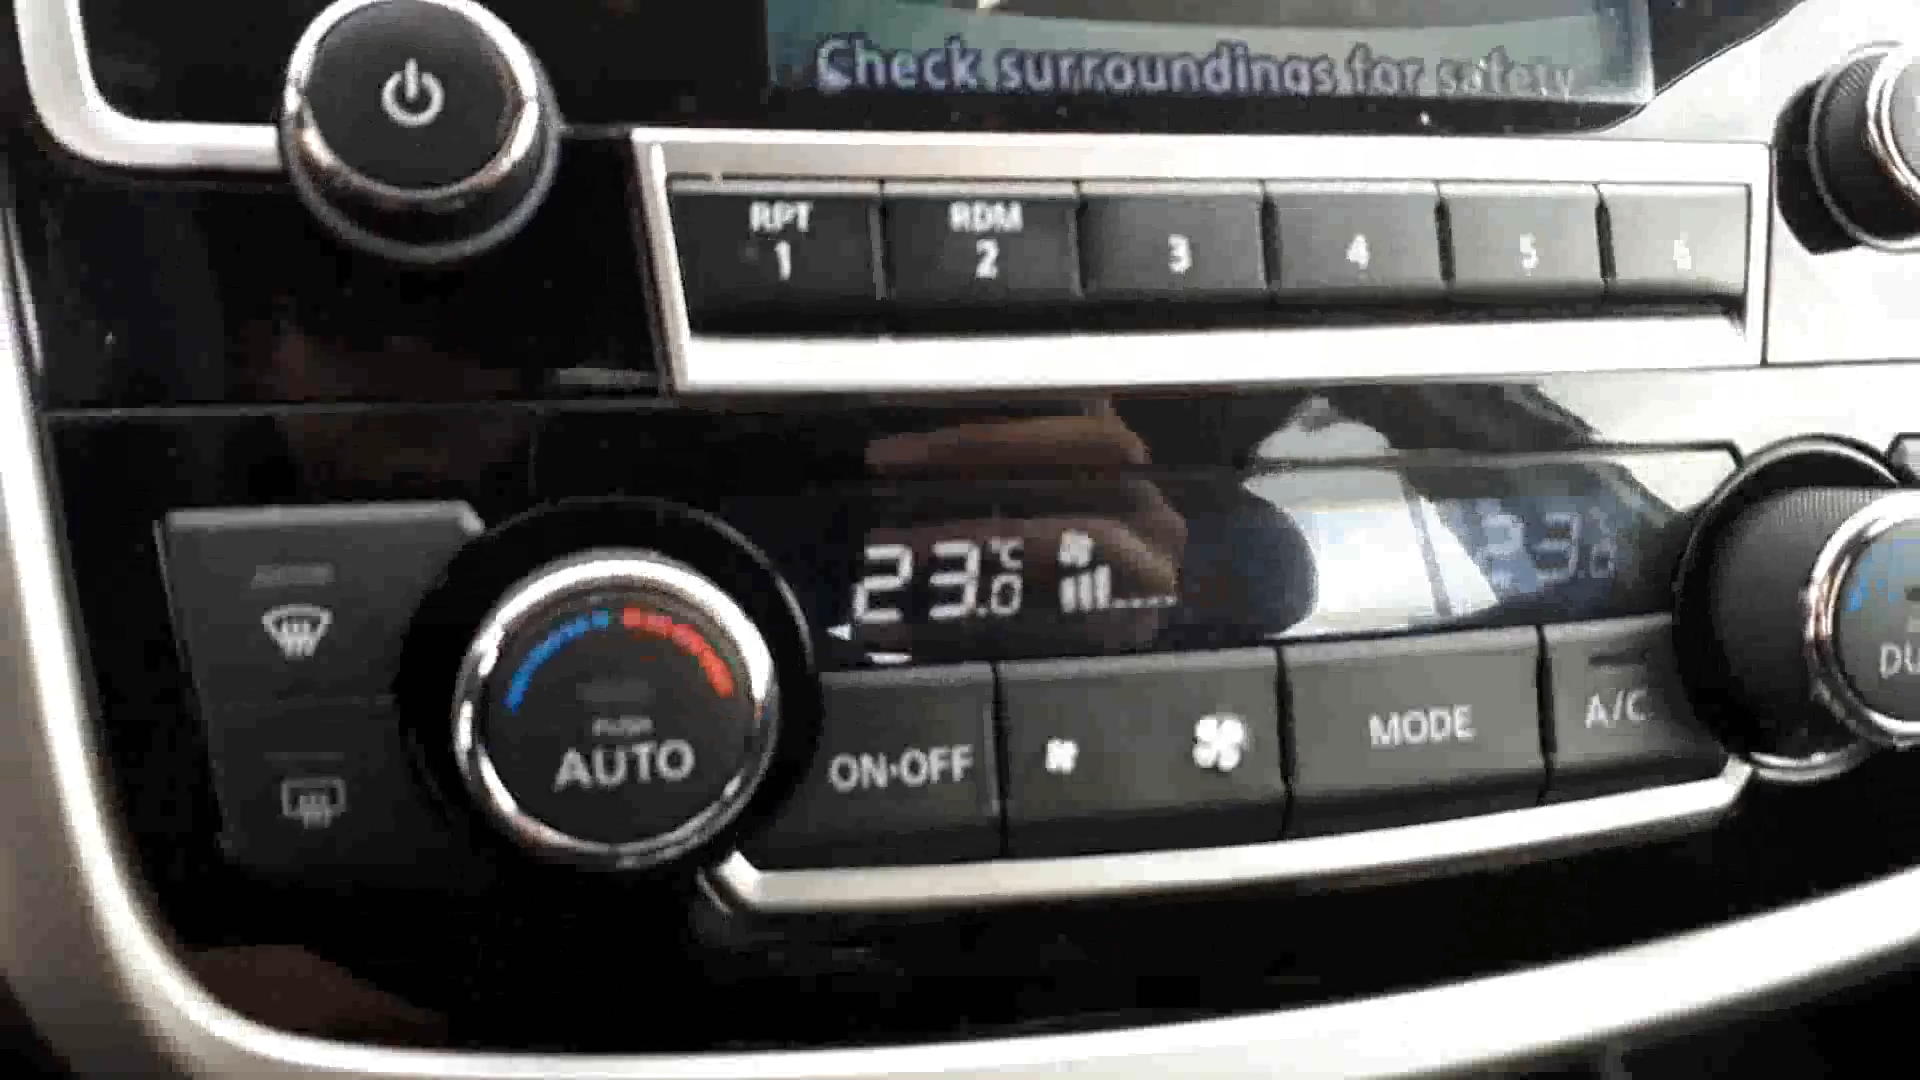 Check surroundings for safety
RPT RDM
1 2 3 4 5 6
23.0 °C
23.0
PUSH
AUTO
ON·OFF
MODE
A/C